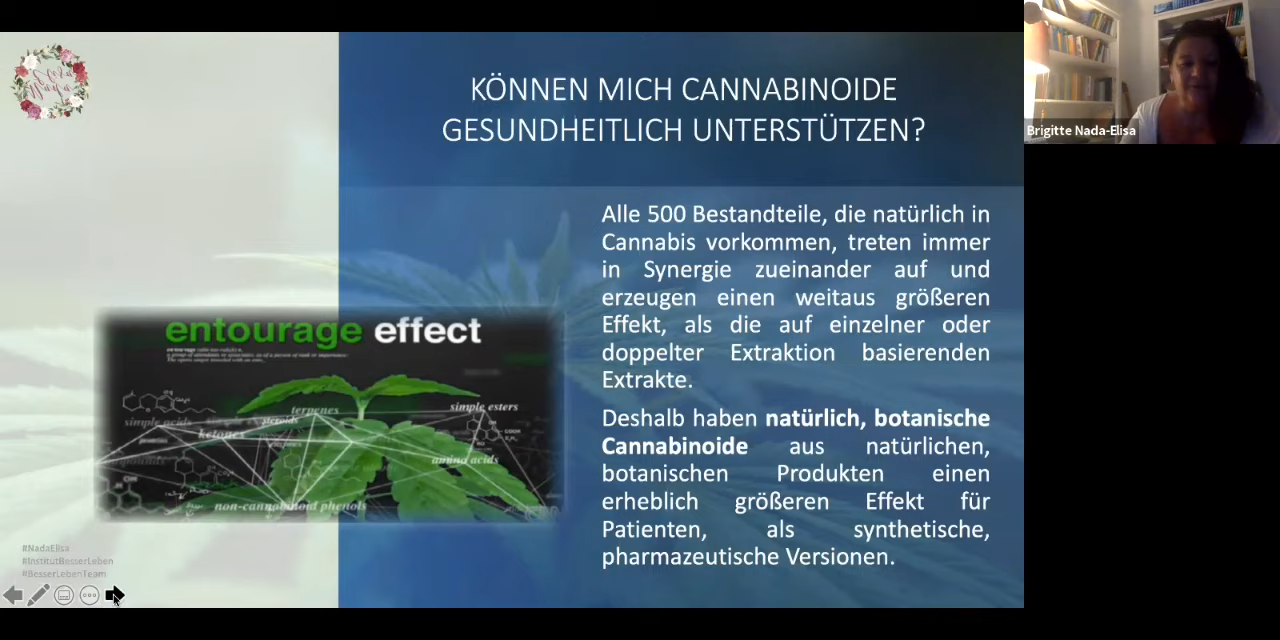 KÖNNEN MICH CANNABINOIDE
GESUNDHEITLICH UNTERSTÜTZEN?
Brigitte Nada-Elisa
Alle 500 Bestandteile, die natürlich in
Cannabis vorkommen, treten immer
in Synergie zueinander auf und
erzeugen einen weitaus größeren
Effekt, als die auf einzelner oder
doppelter Extraktion basierenden
Extrakte.
Deshalb haben natürlich, botanische
Cannabinoide aus natürlichen,
botanischen Produkten einen
erheblich größeren Effekt für
Patienten, als synthetische,
pharmazeutische Versionen.
entourage effect
terpenes
simple esters
simple acids
steroids
ketones
amino acids
non-cannabinoid phenols
#NadaElisa
#InstitutBesserLeben
#BesserLebenTeam